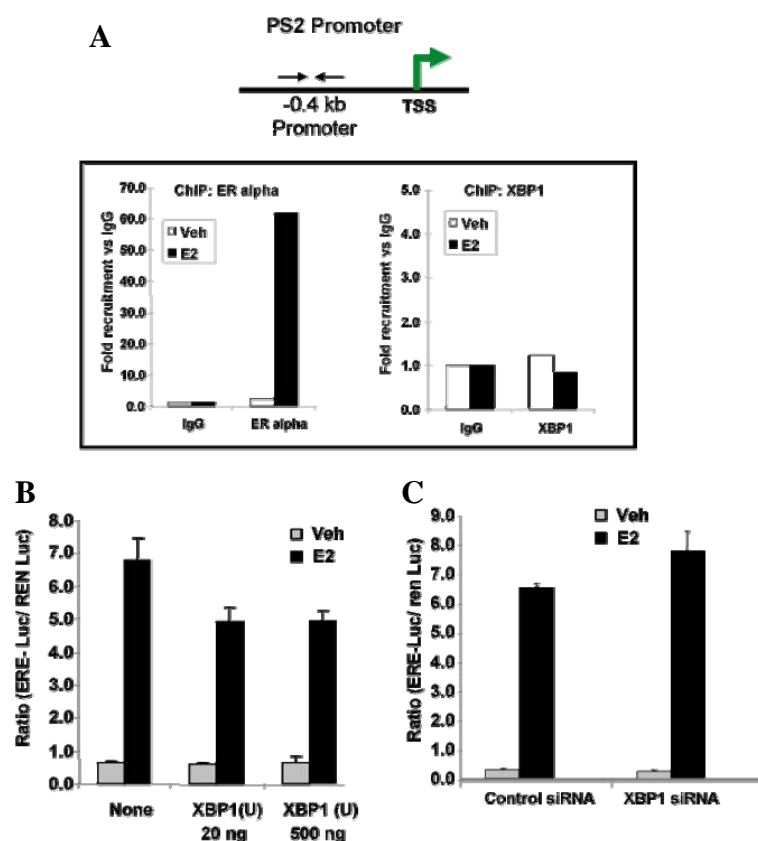 A
PS2 Promoter
-0.4 kb
Promoter
TSS
ChIP: ER alpha
Fold recruitment vs IgG
70.0
60.0
50.0
40.0
30.0
20.0
10.0
0.0
Veh
E2
IgG
ER alpha
ChIP: XBP1
Fold recruitment vs IgG
5.0
4.0
3.0
2.0
1.0
0.0
Veh
E2
IgG
XBP1
B
Ratio (ERE- Luc/ REN Luc)
8.0
7.0
6.0
5.0
4.0
3.0
2.0
1.0
0.0
Veh
E2
None
XBP1(U)
20 ng
XBP1 (U)
500 ng
C
Ratio (ERE-Luc/ ren Luc)
9.0
8.0
7.0
6.0
5.0
4.0
3.0
2.0
1.0
0.0
Veh
E2
Control siRNA
XBP1 siRNA